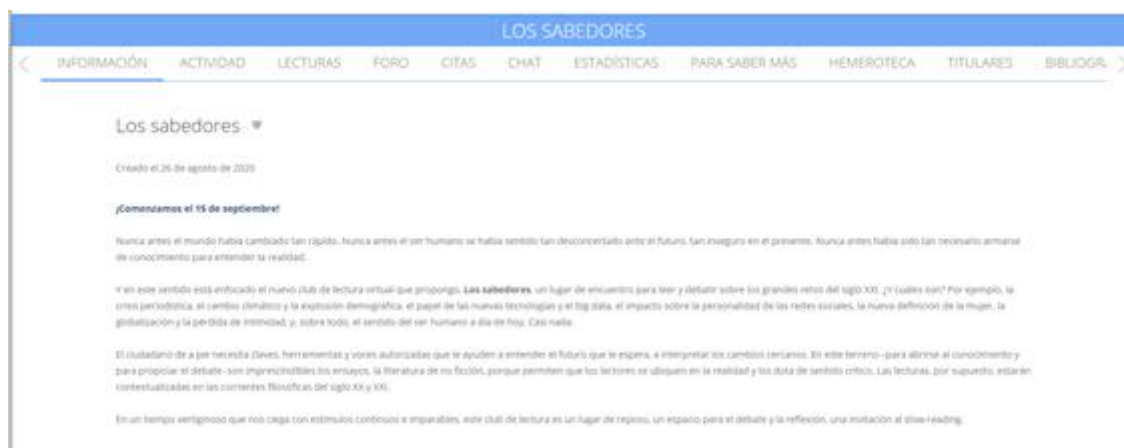 LOS SABEDORES
INFORMACIÓN ACTIVIDAD LECTURAS FORO CITAS CHAT ESTADÍSTICAS PARA SABER MÁS HEMEROTECA TITULARES BIBLIOGR
Los sabedores
Creado el 26 de agosto de 2020
¡Comenzamos el 15 de septiembre!
Nunca antes el mundo había cambiado tan rápido. Nunca antes el ser humano se había sentido tan desconcertado ante el futuro, tan inseguro en el presente. Nunca antes había sido tan necesario armarse
de conocimiento para entender la realidad.
Y en este sentido está enfocado el nuevo club de lectura virtual que propongo, Los sabedores, un lugar de encuentro para leer y debatir sobre los grandes retos del siglo XXI. ¿Y cuáles son? Por ejemplo, la
crisis periodística, el cambio climático y la explosión demográfica, el papel de las nuevas tecnologías y el big data, el impacto sobre la personalidad de las redes sociales, la nueva definición de la mujer, la
globalización y la pérdida de intimidad, y, sobre todo, el sentido del ser humano a día de hoy. Casi nada.
El ciudadano de a pie necesita claves, herramientas y voces autorizadas que le ayuden a entender el futuro que le espera, a interpretar los cambios cercanos. En este terreno -para abrirse al conocimiento y
para propiciar el debate- son imprescindibles los ensayos, la literatura de no ficción, porque permiten que los lectores se ubiquen en la realidad y los dota de sentido crítico. Las lecturas, por supuesto, estarán
contextualizadas en las corrientes filosóficas del siglo XX y XXI.
En un tiempo vertiginoso que nos ciega con estímulos continuos e imparables, este club de lectura es un lugar de reposo, un espacio para el debate y la reflexión, una invitación al slow reading.